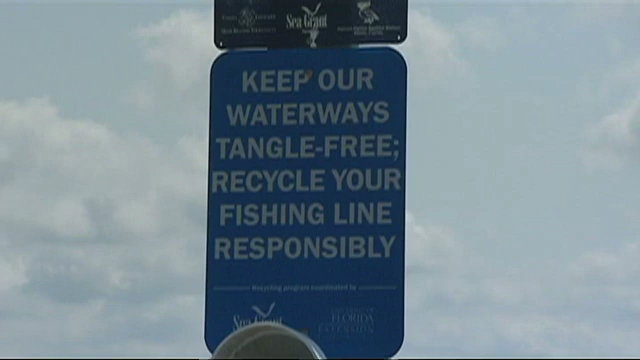 Sea Grant
KEEP OUR
WATERWAYS
TANGLE-FREE;
RECYCLE YOUR
FISHING LINE
RESPONSIBLY
Recycling program coordinated by
Sea Grant
FLORIDA
EXTENSION